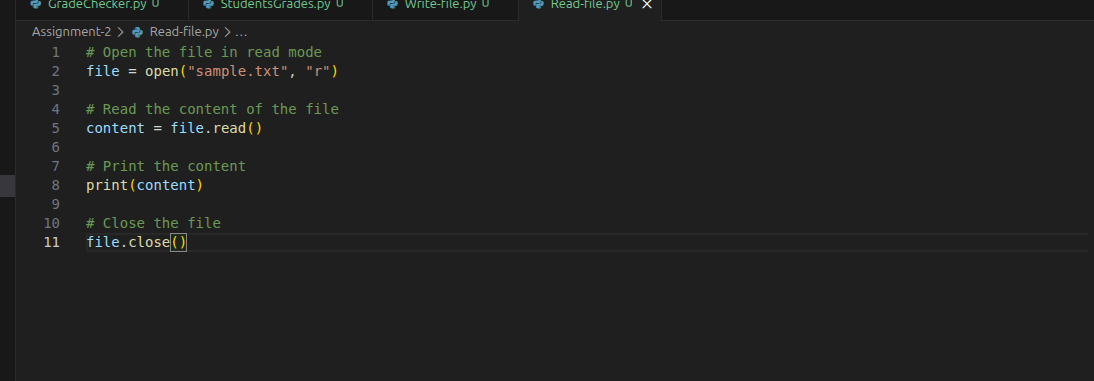 GradeChecker.py U StudentsGrades.py U Write-file.py U Read-file.py U ×
Assignment-2 > Read-file.py > ...
1 # Open the file in read mode
2 file = open("sample.txt", "r")
3
4 # Read the content of the file
5 content = file.read()
6
7 # Print the content
8 print(content)
9
10 # Close the file
11 file.close()